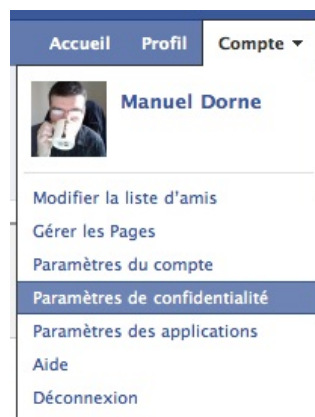 Accueil Profil Compte ▼
Manuel Dorne
Modifier la liste d'amis
Gérer les Pages
Paramètres du compte
Paramètres de confidentialité
Paramètres des applications
Aide
Déconnexion